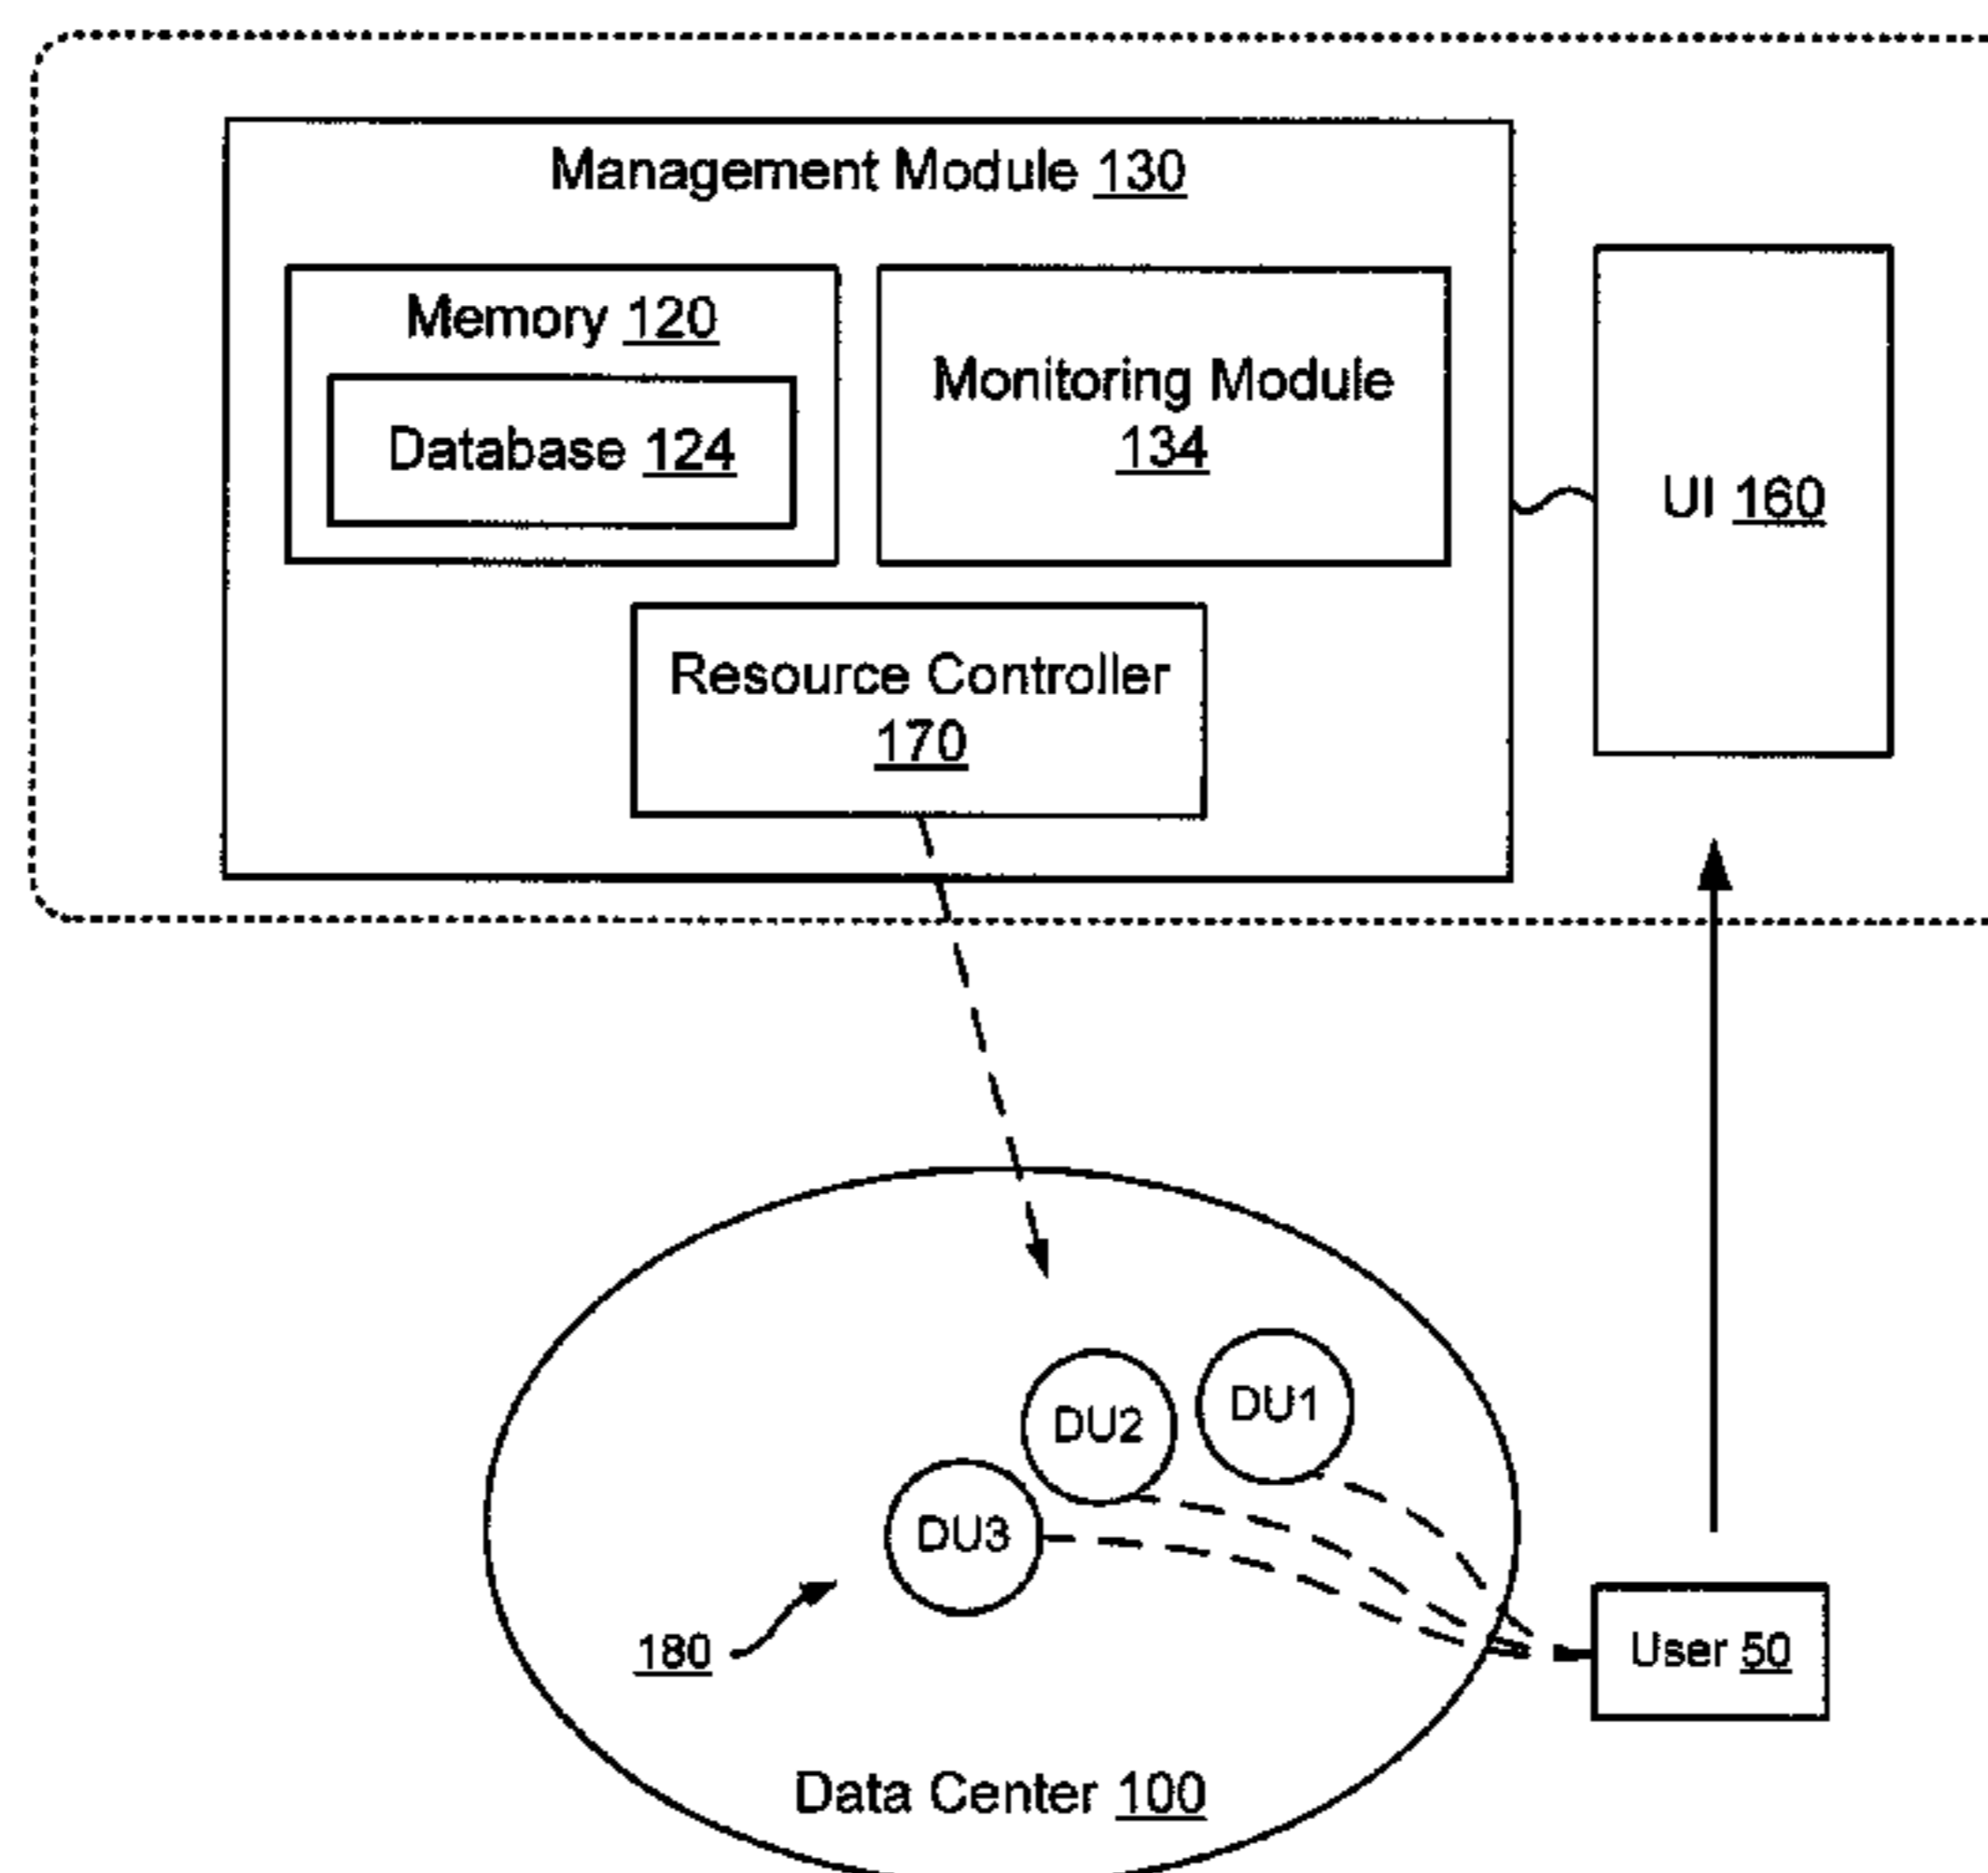 Management Module 130
Memory 120
Database 124
Monitoring Module
134
UI 160
Resource Controller
170
DU1
DU2
DU3
180
User 50
Data Center 100